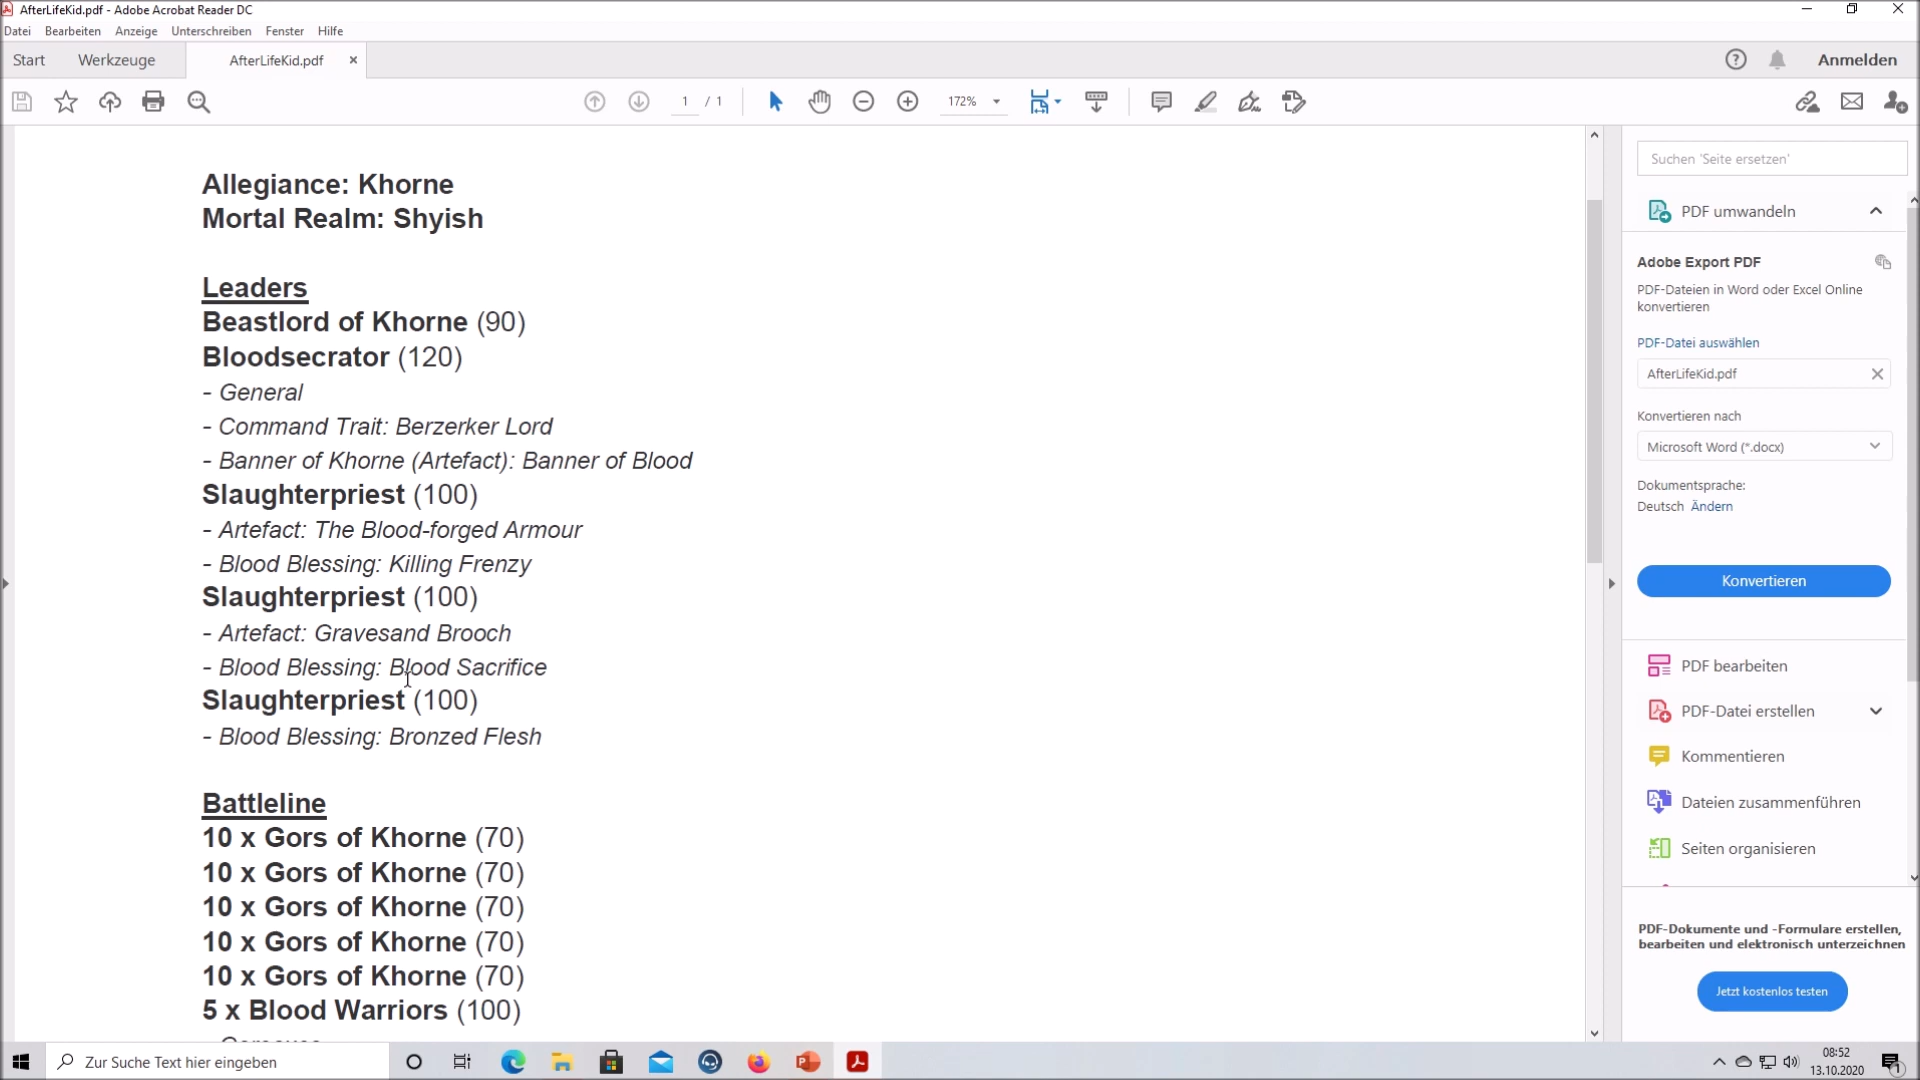 AfterLifeKid.pdf - Adobe Acrobat Reader DC
Datei Bearbeiten Anzeige Unterschreiben Fenster Hilfe
Start Werkzeuge AfterLifeKid.pdf Anmelden
1 / 1 172%
Allegiance: Khorne
Mortal Realm: Shyish
Leaders
Beastlord of Khorne (90)
Bloodsecrator (120)
- General
- Command Trait: Berzerker Lord
- Banner of Khorne (Artefact): Banner of Blood
Slaughterpriest (100)
- Artefact: The Blood-forged Armour
- Blood Blessing: Killing Frenzy
Slaughterpriest (100)
- Artefact: Gravesand Brooch
- Blood Blessing: Blood Sacrifice
Slaughterpriest (100)
- Blood Blessing: Bronzed Flesh
Battleline
10 x Gors of Khorne (70)
10 x Gors of Khorne (70)
10 x Gors of Khorne (70)
10 x Gors of Khorne (70)
10 x Gors of Khorne (70)
5 x Blood Warriors (100)
Suchen 'Seite ersetzen'
PDF umwandeln
Adobe Export PDF
PDF-Dateien in Word oder Excel Online
konvertieren
PDF-Datei auswählen
AfterLifeKid.pdf
Konvertieren nach
Microsoft Word (*.docx)
Dokumentsprache:
Deutsch Ändern
Konvertieren
PDF bearbeiten
PDF-Datei erstellen
Kommentieren
Dateien zusammenführen
Seiten organisieren
PDF-Dokumente und -Formulare erstellen,
bearbeiten und elektronisch unterzeichnen
Jetzt kostenlos testen
Zur Suche Text hier eingeben
08:52
13.10.2020
1